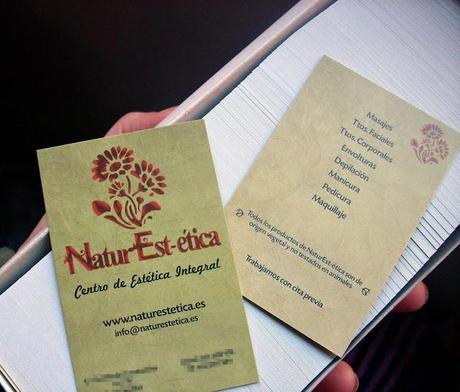 NaturEst-ética
Centro de Estética Integral
www.naturestetica.es
info@naturestetica.es
Masajes
Ttos. Faciales
Ttos. Corporales
Envolturas
Depilación
Manicura
Pedicura
Maquillaje
Todos los productos de NaturEst-ética son de
origen vegetal y no testados en animales
Trabajamos con cita previa